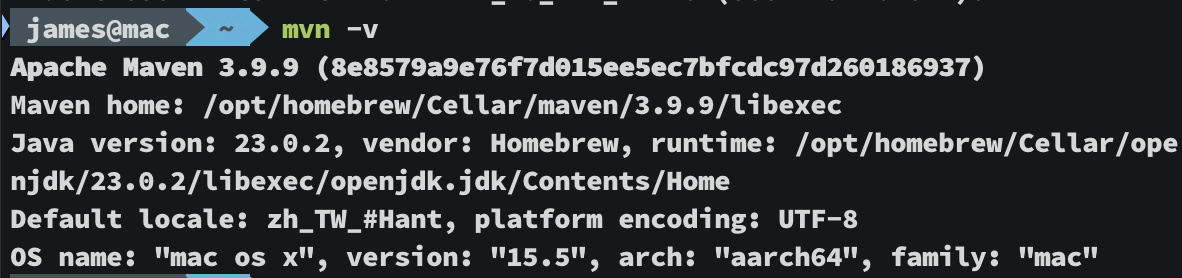 james@mac ~ mvn -v
Apache Maven 3.9.9 (8e8579a9e76f7d015ee5ec7bfcdc97d260186937)
Maven home: /opt/homebrew/Cellar/maven/3.9.9/libexec
Java version: 23.0.2, vendor: Homebrew, runtime: /opt/homebrew/Cellar/ope
njdk/23.0.2/libexec/openjdk.jdk/Contents/Home
Default locale: zh_TW_#Hant, platform encoding: UTF-8
OS name: "mac os x", version: "15.5", arch: "aarch64", family: "mac"